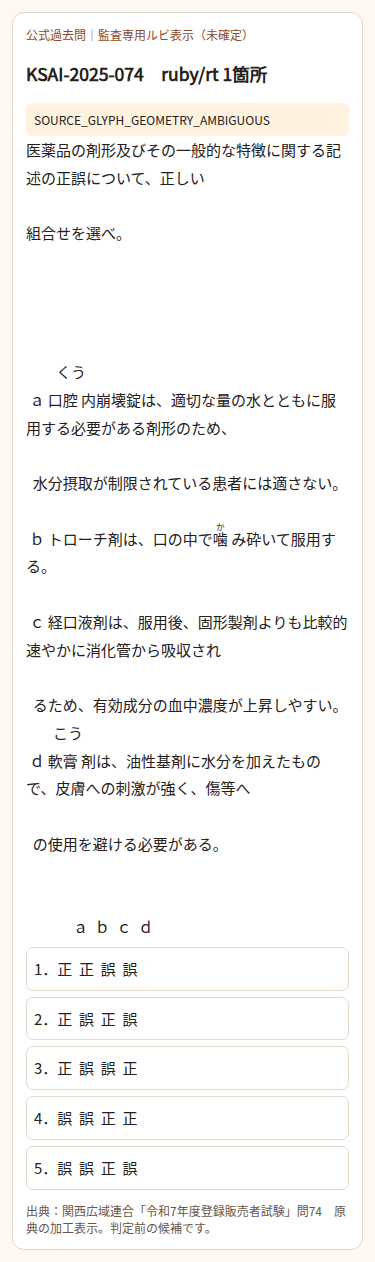 公式過去問｜監査専用ルビ表示（未確定）
KSAI-2025-074　ruby/rt 1箇所
SOURCE_GLYPH_GEOMETRY_AMBIGUOUS
医薬品の剤形及びその一般的な特徴に関する記
述の正誤について、正しい
組合せを選べ。
くう
ａ 口腔 内崩壊錠は、適切な量の水とともに服
用する必要がある剤形のため、
水分摂取が制限されている患者には適さない。
か
ｂ トローチ剤は、口の中で噛 み砕いて服用す
る。
ｃ 経口液剤は、服用後、固形製剤よりも比較的
速やかに消化管から吸収され
るため、有効成分の血中濃度が上昇しやすい。
こう
ｄ 軟膏 剤は、油性基剤に水分を加えたもの
で、皮膚への刺激が強く、傷等へ
の使用を避ける必要がある。
ａ ｂ ｃ ｄ
1．正 正 誤 誤
2．正 誤 正 誤
3．正 誤 誤 正
4．誤 誤 正 正
5．誤 誤 正 誤
出典：関西広域連合「令和7年度登録販売者試験」問74　原
典の加工表示。判定前の候補です。